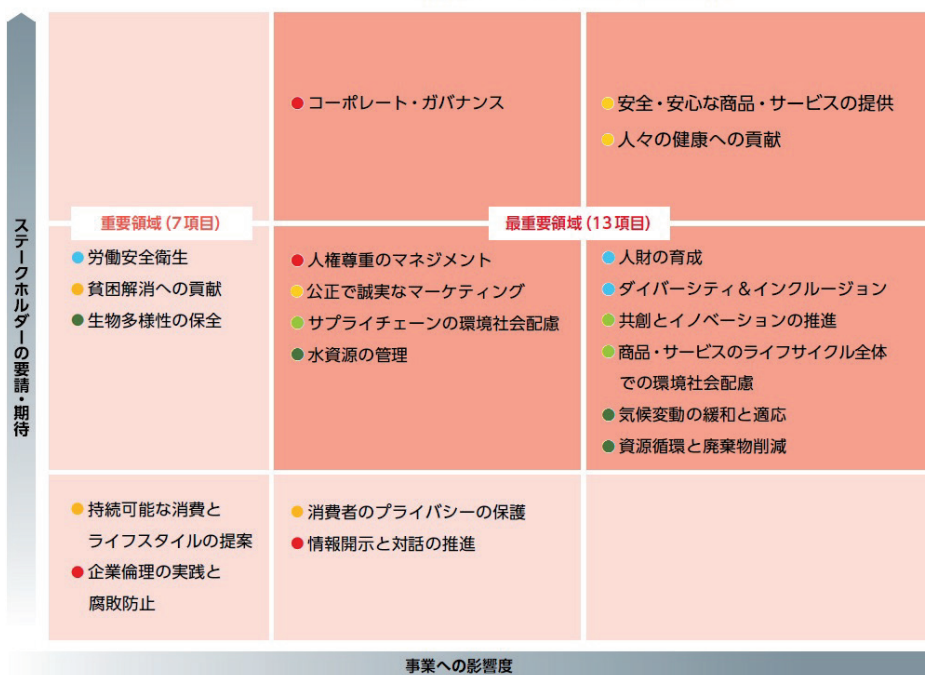 ステークホルダーの要請・期待
コーポレート・ガバナンス
安全・安心な商品・サービスの提供
人々の健康への貢献
重要領域(7項目)
最重要領域(13項目)
労働安全衛生
貧困解消への貢献
生物多様性の保全
人権尊重のマネジメント
公正で誠実なマーケティング
サプライチェーンの環境社会配慮
水資源の管理
人財の育成
ダイバーシティ&インクルージョン
共創とイノベーションの推進
商品・サービスのライフサイクル全体
での環境社会配慮
気候変動の緩和と適応
資源循環と廃棄物削減
持続可能な消費と
ライフスタイルの提案
企業倫理の実践と
腐敗防止
消費者のプライバシーの保護
情報開示と対話の推進
事業への影響度